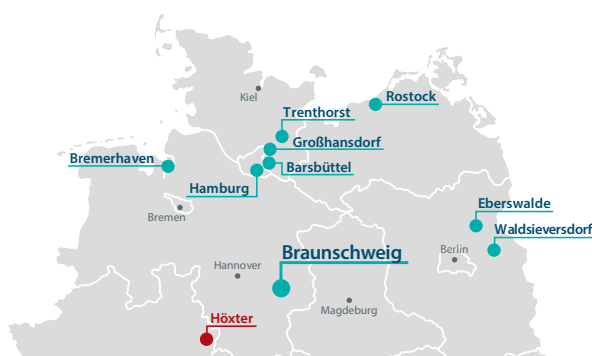 Kiel
Rostock
Trenthorst
Großhansdorf
Bremerhaven
Barsbüttel
Hamburg
Eberswalde
Bremen
Waldsieversdorf
Braunschweig
Berlin
Hannover
Magdeburg
Höxter